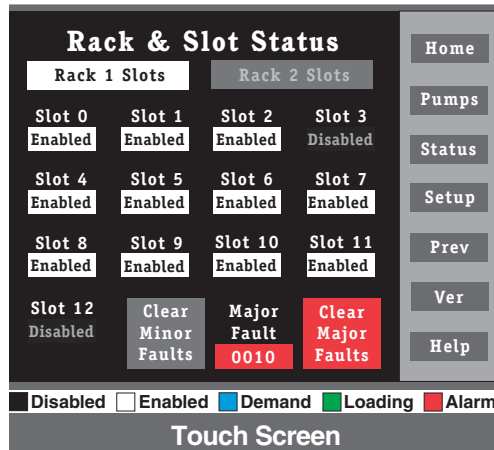 Rack & Slot Status
Rack 1 Slots Rack 2 Slots
Slot 0 Slot 1 Slot 2 Slot 3
Enabled Enabled Enabled Disabled
Slot 4 Slot 5 Slot 6 Slot 7
Enabled Enabled Enabled Enabled
Slot 8 Slot 9 Slot 10 Slot 11
Enabled Enabled Enabled Enabled
Slot 12
Disabled
Clear
Minor
Faults
Major
Fault
0010
Clear
Major
Faults
Home
Pumps
Status
Setup
Prev
Ver
Help
Disabled Enabled Demand Loading Alarm
Touch Screen